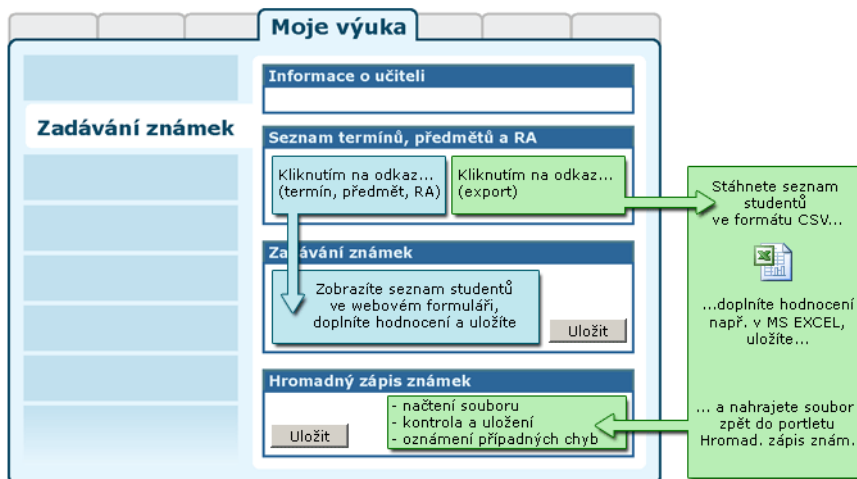 Moje výuka
Zadávání známek
Informace o učiteli
Seznam termínů, předmětů a RA
Kliknutím na odkaz...
(termín, předmět, RA)
Kliknutím na odkaz...
(export)
Zadávání známek
Zobrazíte seznam studentů
ve webovém formuláři,
doplníte hodnocení a uložíte
Uložit
Hromadný zápis známek
Uložit
- načtení souboru
- kontrola a uložení
- oznámení případných chyb
Stáhnete seznam
studentů
ve formátu CSV...
...doplníte hodnocení
např. v MS EXCEL,
uložíte...
... a nahrajete soubor
zpět do portletu
Hromad. zápis znám.